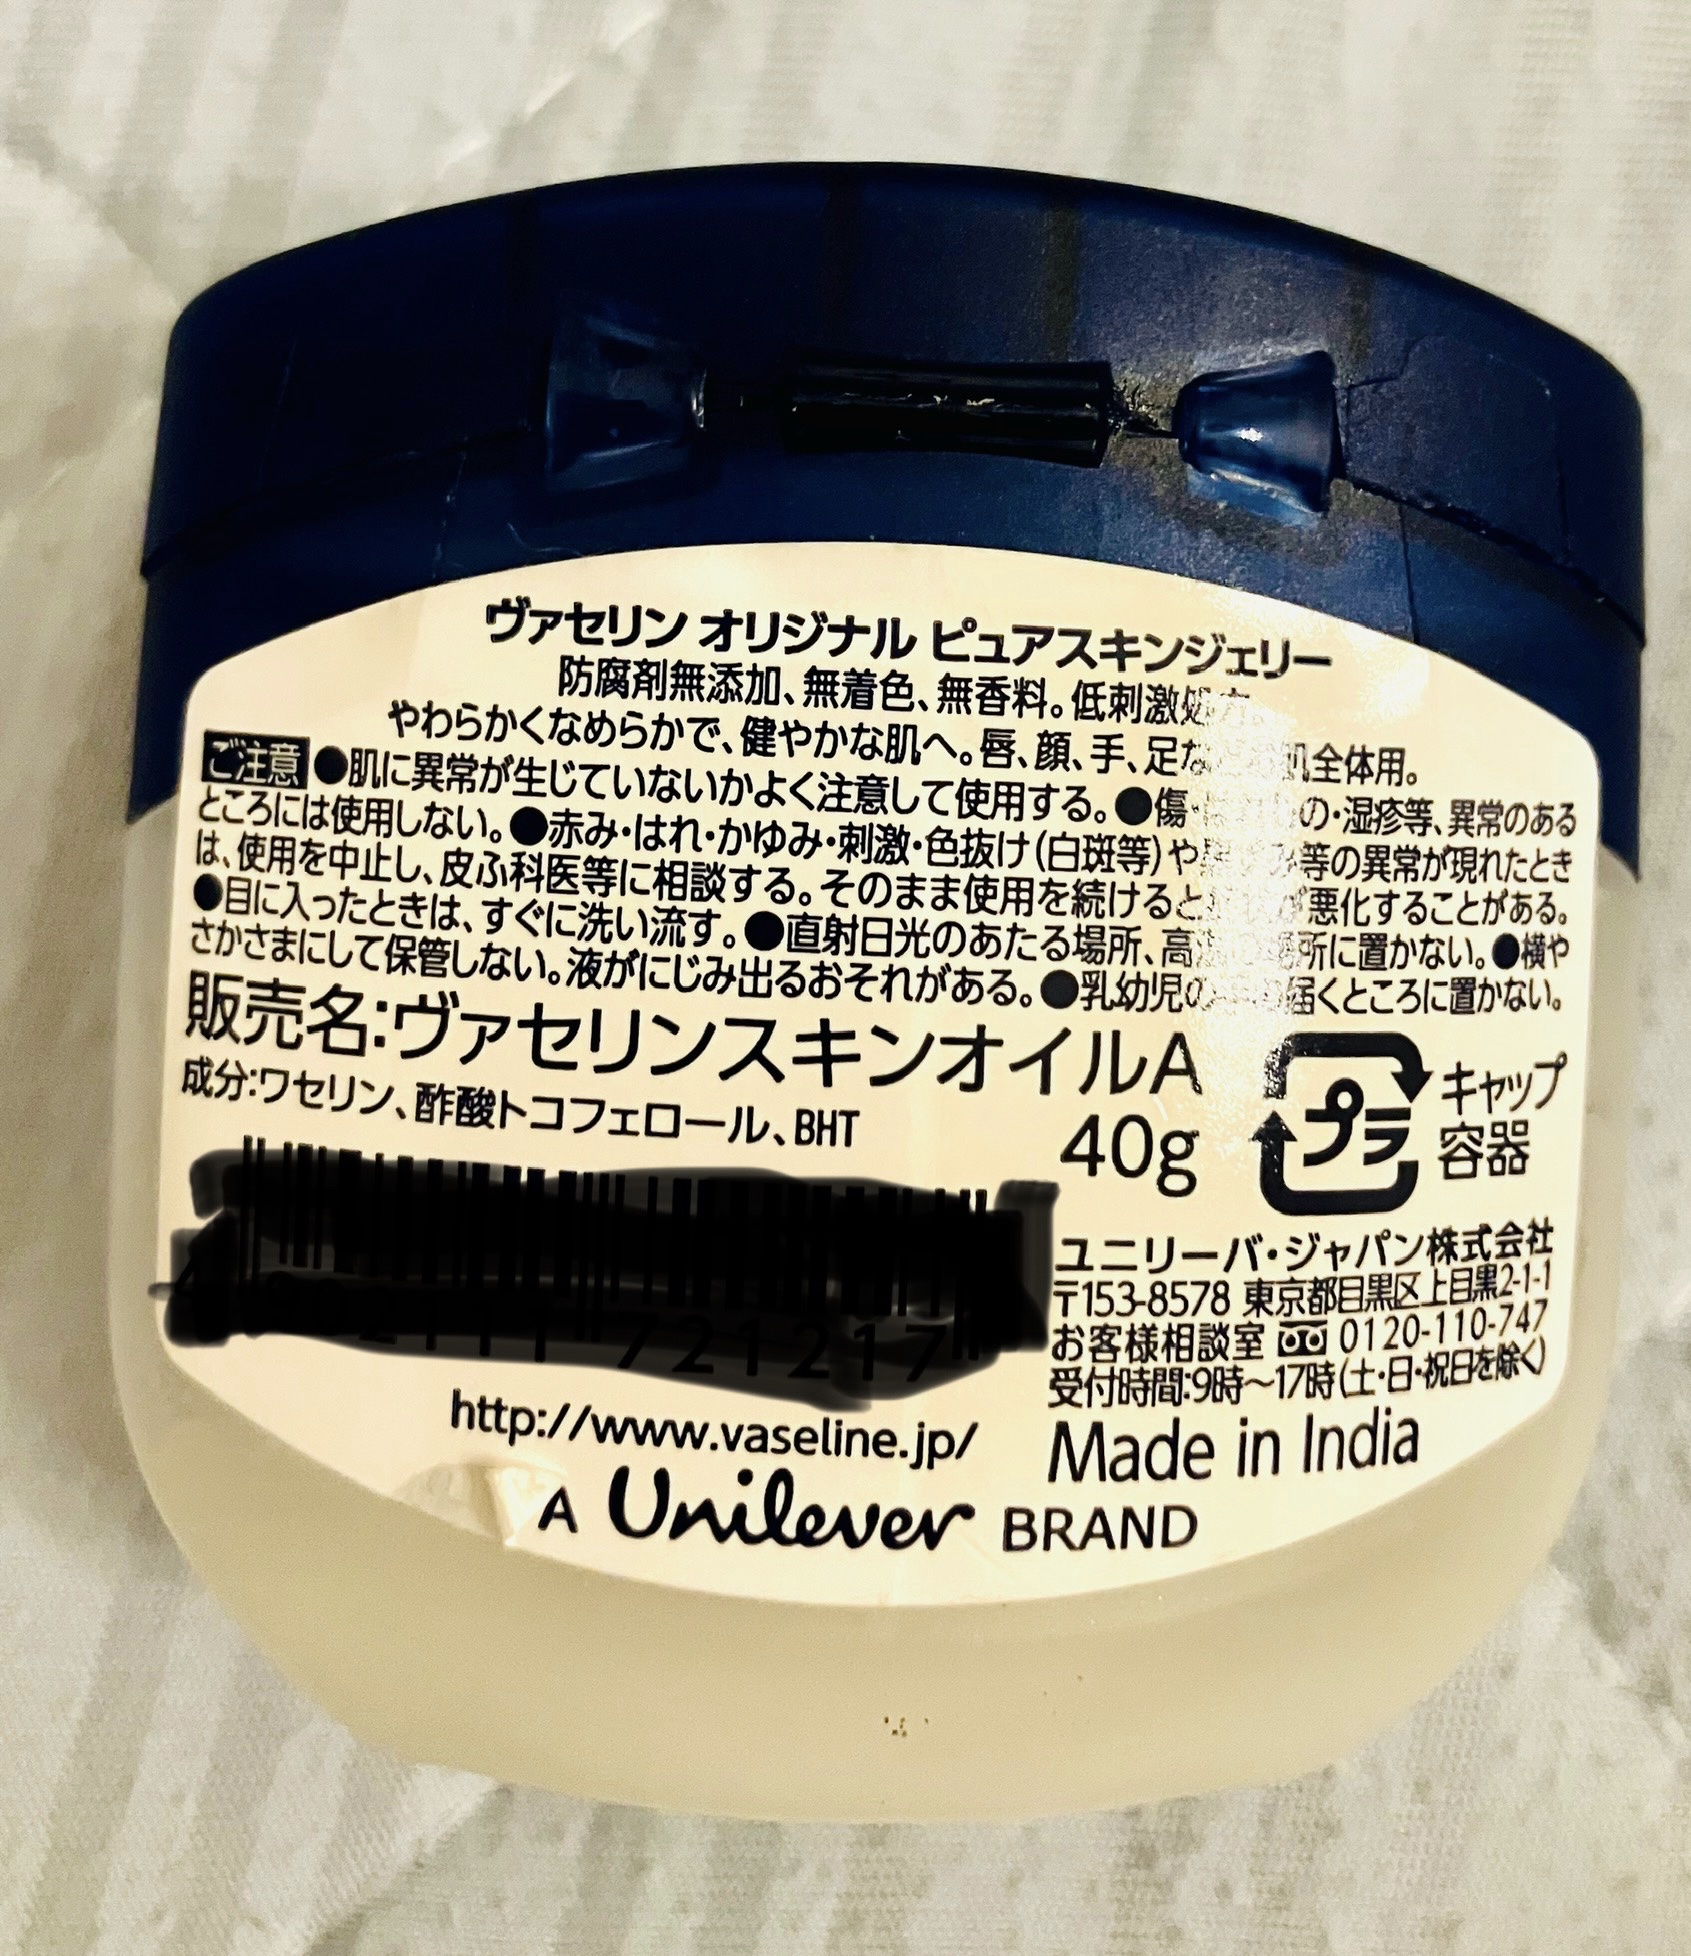 ヴァセリン オリジナル ピュアスキンジェリー
防腐剤無添加、無着色、無香料。低刺激処方。
やわらかくなめらかで、健やかな肌へ。唇、顔、手、足な 肌全体用。
ご注意 ●肌に異常が生じていないかよく注意して使用する。●傷・ の・湿疹等、異常のある
ところには使用しない。●赤み・はれ・かゆみ・刺激・色抜け(白斑等)や 等の異常が現れたとき
は、使用を中止し、皮ふ科医等に相談する。そのまま使用を続けると 悪化することがある。
●目に入ったときは、すぐに洗い流す。●直射日光のあたる場所、高 場所に置かない。●横や
さかさまにして保管しない。液がにじみ出るおそれがある。●乳幼児の 届くところに置かない。
販売名:ヴァセリンスキンオイルA
成分:ワセリン、酢酸トコフェロール、BHT
40g
プラ
キャップ
容器
ユニリーバ・ジャパン株式会社
〒153-8578 東京都目黒区上目黒2-1-1
お客様相談室 0120-110-747
受付時間:9時〜17時(土・日・祝日を除く)
http://www.vaseline.jp/
Made in India
A Unilever BRAND